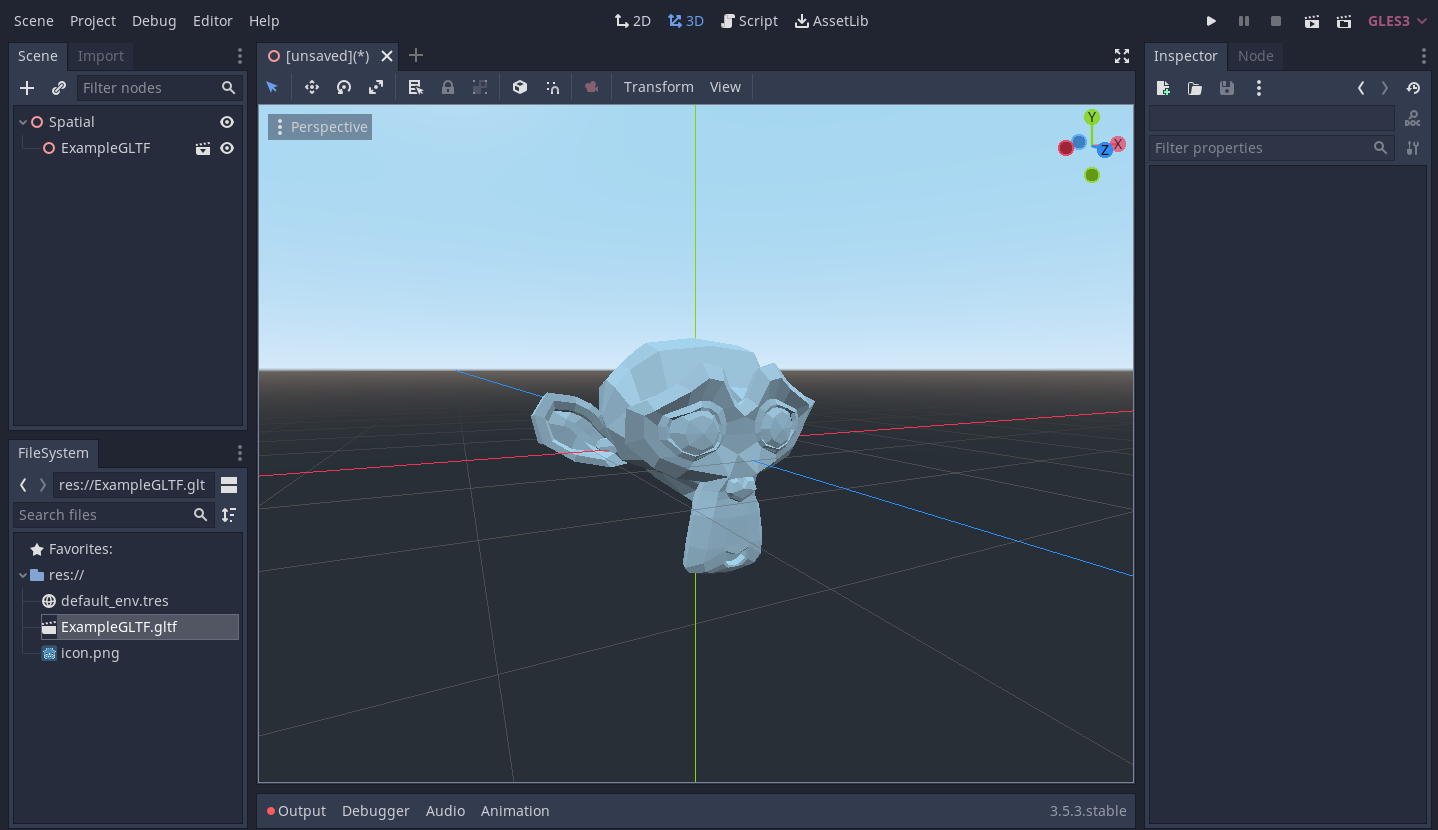 Scene Project Debug Editor Help 2D 3D Script AssetLib GLES3
Scene Import
[unsaved](*)
Inspector Node
Filter nodes
Transform View
Spatial
ExampleGLTF
Perspective
Y
X
Z
DOC
Filter properties
FileSystem
res://ExampleGLTF.glt
Search files
Favorites:
res://
default_env.tres
ExampleGLTF.gltf
icon.png
Output Debugger Audio Animation 3.5.3.stable